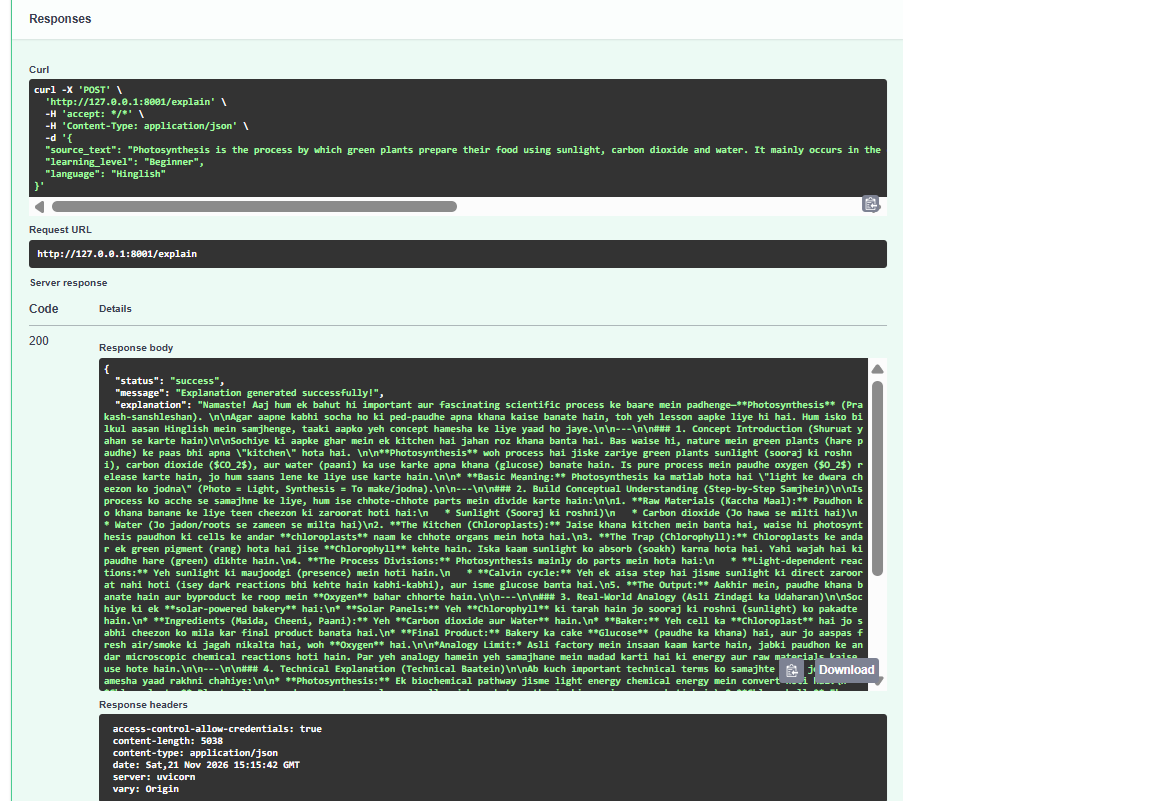 Responses
Curl
curl -X 'POST' \
  'http://127.0.0.1:8001/explain' \
  -H 'accept: */*' \
  -H 'Content-Type: application/json' \
  -d '{
  "source_text": "Photosynthesis is the process by which green plants prepare their food using sunlight, carbon dioxide and water. It mainly occurs in the
  "learning_level": "Beginner",
  "language": "Hinglish"
}'
Request URL
http://127.0.0.1:8001/explain
Server response
Code Details
200
Response body
{
  "status": "success",
  "message": "Explanation generated successfully!",
  "explanation": "Namaste! Aaj hum ek bahut hi important aur fascinating scientific process ke baare mein padhenge—**Photosynthesis** (Pra
kash-sanshleshan). \n\nAgar aapne kabhi socha ho ki ped-paudhe apna khana kaise banate hain, toh yeh lesson aapke liye hi hai. Hum isko bi
lkul aasan Hinglish mein samjhenge, taaki aapko yeh concept hamesha ke liye yaad ho jaye.\n\n---\n\n### 1. Concept Introduction (Shuruat y
ahan se karte hain)\n\nSochiye ki aapke ghar mein ek kitchen hai jahan roz khana banta hai. Bas waise hi, nature mein green plants (hare p
audhe) ke paas bhi apna \"kitchen\" hota hai. \n\n**Photosynthesis** woh process hai jiske zariye green plants sunlight (sooraj ki roshn
i), carbon dioxide ($CO_2$), aur water (paani) ka use karke apna khana (glucose) banate hain. Is pure process mein paudhe oxygen ($O_2$) r
elease karte hain, jo hum saans lene ke liye use karte hain.\n\n* **Basic Meaning:** Photosynthesis ka matlab hota hai \"light ke dwara ch
eezon ko jodna\" (Photo = Light, Synthesis = To make/jodna).\n\n---\n\n### 2. Build Conceptual Understanding (Step-by-Step Samjhein)\n\nIs
process ko acche se samajhne ke liye, hum ise chhote-chhote parts mein divide karte hain:\n\n1. **Raw Materials (Kaccha Maal):** Paudhon k
o khana banane ke liye teen cheezon ki zaroorat hoti hai:\n   * Sunlight (Sooraj ki roshni)\n   * Carbon dioxide (Jo hawa se milti hai)\n
* Water (Jo jadon/roots se zameen se milta hai)\n2. **The Kitchen (Chloroplasts):** Jaise khana kitchen mein banta hai, waise hi photosynt
hesis paudhon ki cells ke andar **chloroplasts** naam ke chhote organs mein hota hai.\n3. **The Trap (Chlorophyll):** Chloroplasts ke anda
r ek green pigment (rang) hota hai jise **Chlorophyll** kehte hain. Iska kaam sunlight ko absorb (soakh) karna hota hai. Yahi wajah hai ki
paudhe hare (green) dikhte hain.\n4. **The Process Divisions:** Photosynthesis mainly do parts mein hota hai:\n   * **Light-dependent reac
tions:** Yeh sunlight ki maujoodgi (presence) mein hoti hain.\n   * **Calvin cycle:** Yeh ek aisa step hai jisme sunlight ki direct zaroor
at nahi hoti (isey dark reactions bhi kehte hain kabhi-kabhi), aur isme glucose banta hai.\n5. **The Output:** Aakhir mein, paudhe khana b
anate hain aur byproduct ke roop mein **Oxygen** bahar chhorte hain.\n\n---\n\n### 3. Real-World Analogy (Asli Zindagi ka Udaharan)\n\nSoc
hiye ki ek **solar-powered bakery** hai:\n* **Solar Panels:** Yeh **Chlorophyll** ki tarah hain jo sooraj ki roshni (sunlight) ko pakadte
hain.\n* **Ingredients (Maida, Cheeni, Paani):** Yeh **Carbon dioxide aur Water** hain.\n* **Baker:** Yeh cell ka **Chloroplast** hai jo s
abhi cheezon ko mila kar final product banata hai.\n* **Final Product:** Bakery ka cake **Glucose** (paudhe ka khana) hai, aur jo aaspas f
resh air/smoke ki jagah nikalta hai, woh **Oxygen** hai.\n\n*Analogy Limit:* Asli factory mein insaan kaam karte hain, jabki paudhon ke an
dar microscopic chemical reactions hoti hain. Par yeh analogy hamein yeh samajhane mein madad karti hai ki energy aur raw materials kaise
use hote hain.\n\n---\n\n### 4. Technical Explanation (Technical Baatein)\n\nAb kuch important technical terms ko samajhte
amesha yaad rakhni chahiye:\n\n* **Photosynthesis:** Ek biochemical pathway jisme light energy chemical energy mein convert hoti
Download
Response headers
access-control-allow-credentials: true
content-length: 5038
content-type: application/json
date: Sat,21 Nov 2026 15:15:42 GMT
server: uvicorn
vary: Origin